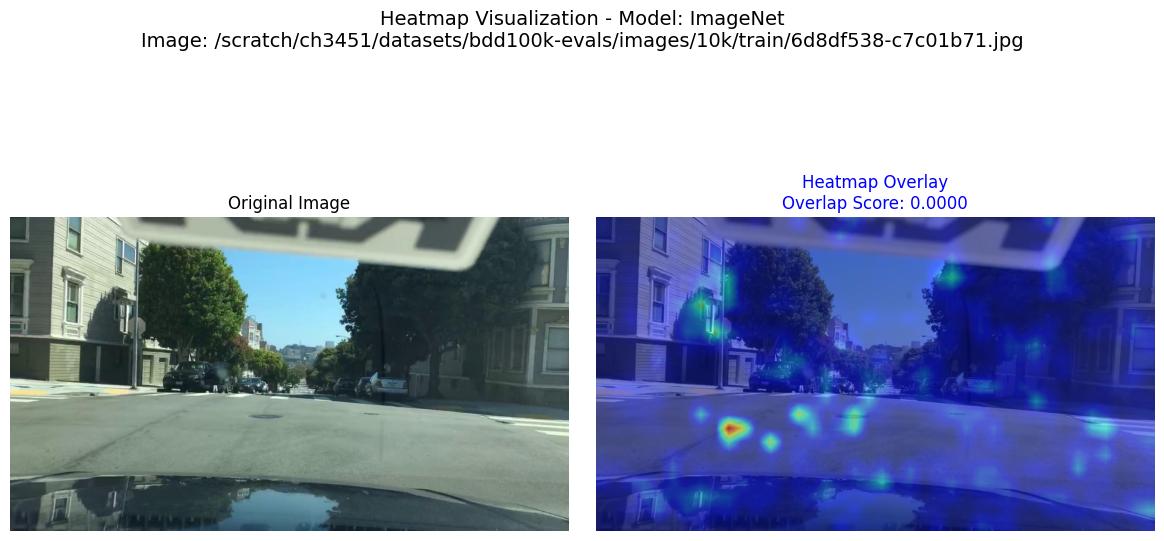 Heatmap Visualization - Model: ImageNet
Image: /scratch/ch3451/datasets/bdd100k-evals/images/10k/train/6d8df538-c7c01b71.jpg
Original Image
Heatmap Overlay
Overlap Score: 0.0000